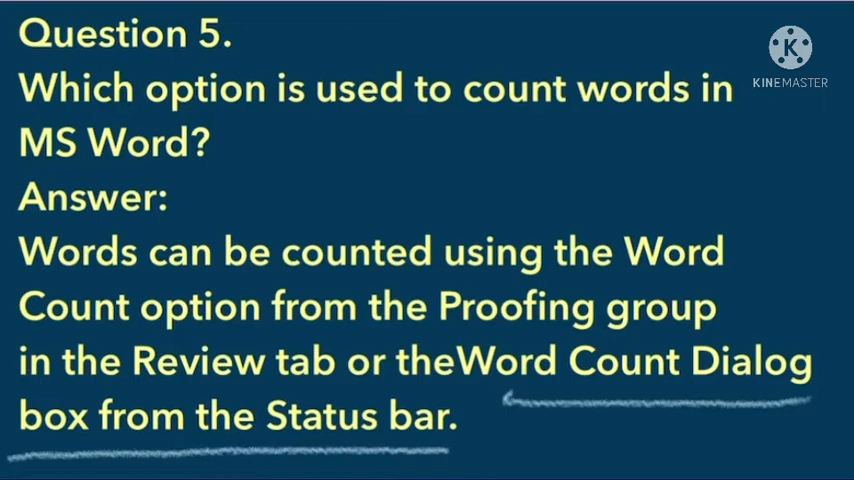 Question 5.
KINEMASTER
Which option is used to count words in
MS Word?
Answer:
Words can be counted using the Word
Count option from the Proofing group
in the Review tab or theWord Count Dialog
box from the Status bar.